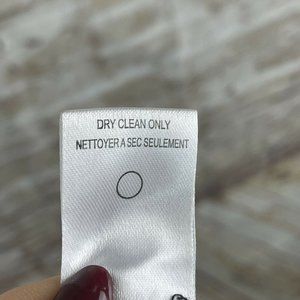 DRY CLEAN ONLY
NETTOYER A SEC SEULEMENT